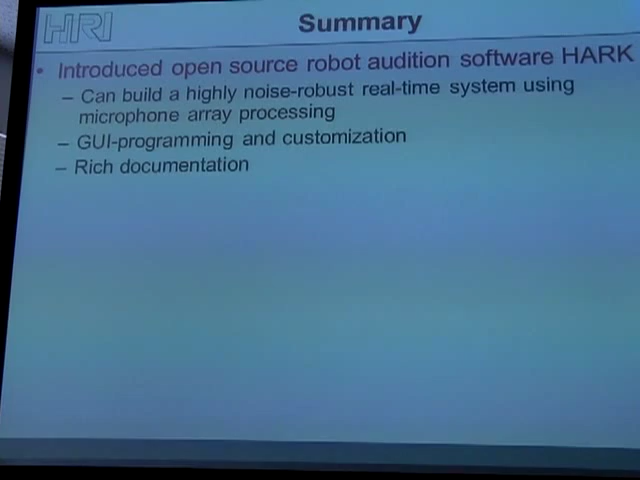 HRI
Summary
• Introduced open source robot audition software HARK
– Can build a highly noise-robust real-time system using
microphone array processing
– GUI-programming and customization
– Rich documentation